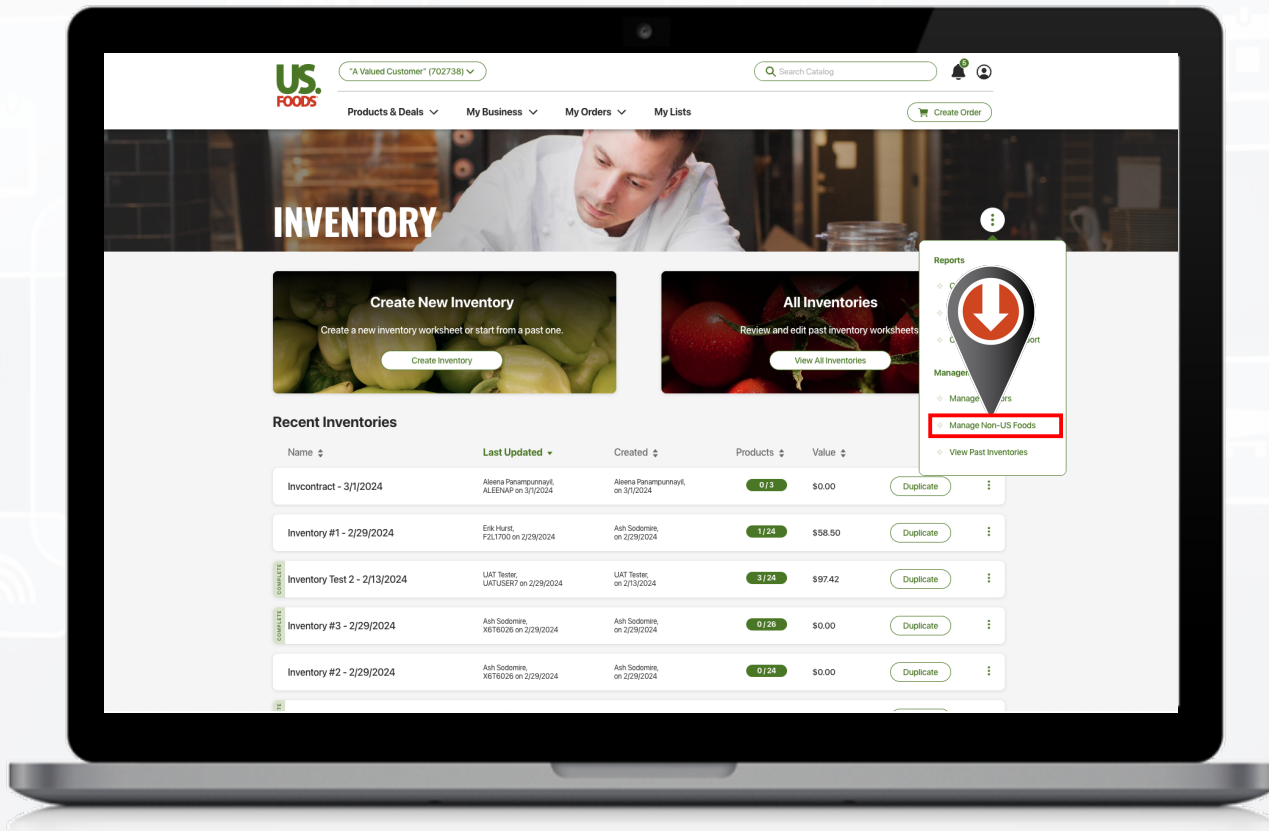 US.
FOODS
"A Valued Customer" (702738)
Search Catalog
5
Products & Deals
My Business
My Orders
My Lists
Create Order
INVENTORY
Reports
Create New Inventory
Create a new inventory worksheet or start from a past one.
Create Inventory
All Inventories
Review and edit past inventory worksheets
View All Inventories
Manage
Manage Non-US Foods
View Past Inventories
Recent Inventories
Name
Last Updated
Created
Products
Value
Invcontract - 3/1/2024
Aleena Panampunnayil,
ALEENAP on 3/1/2024
Aleena Panampunnayil,
on 3/1/2024
0 / 3
$0.00
Duplicate
Inventory #1 - 2/29/2024
Erik Hurst,
F2L1700 on 2/29/2024
Ash Sodomire,
on 2/29/2024
1 / 24
$58.50
Duplicate
COMPLETE
Inventory Test 2 - 2/13/2024
UAT Tester,
UATUSER7 on 2/29/2024
UAT Tester,
on 2/13/2024
3 / 24
$97.42
Duplicate
COMPLETE
Inventory #3 - 2/29/2024
Ash Sodomire,
X6T6026 on 2/29/2024
Ash Sodomire,
on 2/29/2024
0 / 26
$0.00
Duplicate
Inventory #2 - 2/29/2024
Ash Sodomire,
X6T6026 on 2/29/2024
Ash Sodomire,
on 2/29/2024
0 / 24
$0.00
Duplicate